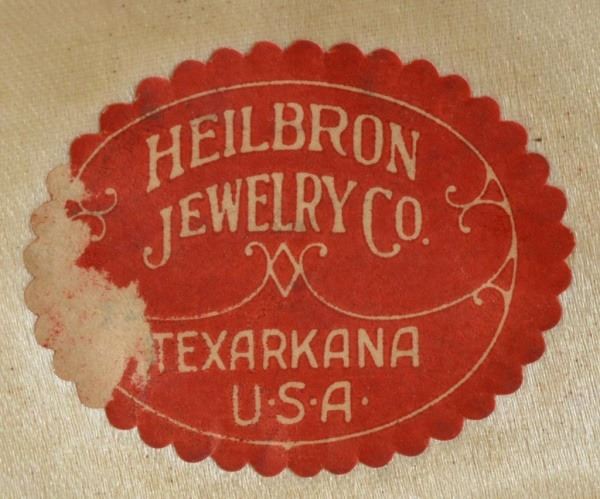 HEILBRON
JEWELRY CO.
TEXARKANA
U·S·A·